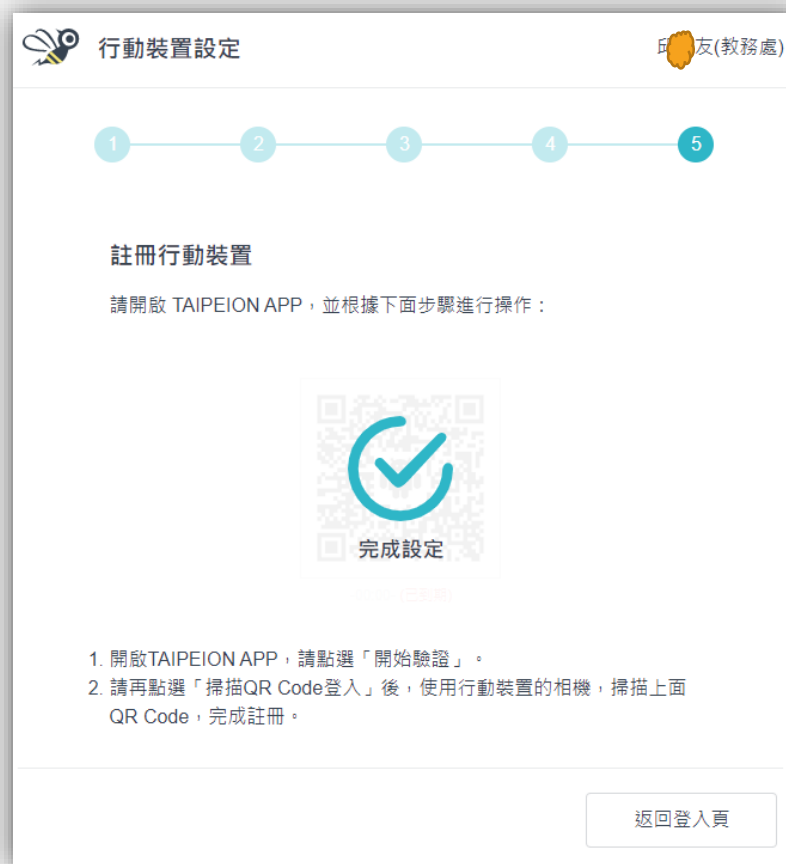 行動裝置設定
邱 友(教務處)
1 2 3 4 5
註冊行動裝置
請開啟 TAIPEION APP，並根據下面步驟進行操作：
完成設定
(已到期)
1. 開啟TAIPEION APP，請點選「開始驗證」。
2. 請再點選「掃描QR Code登入」後，使用行動裝置的相機，掃描上面
QR Code，完成註冊。
返回登入頁